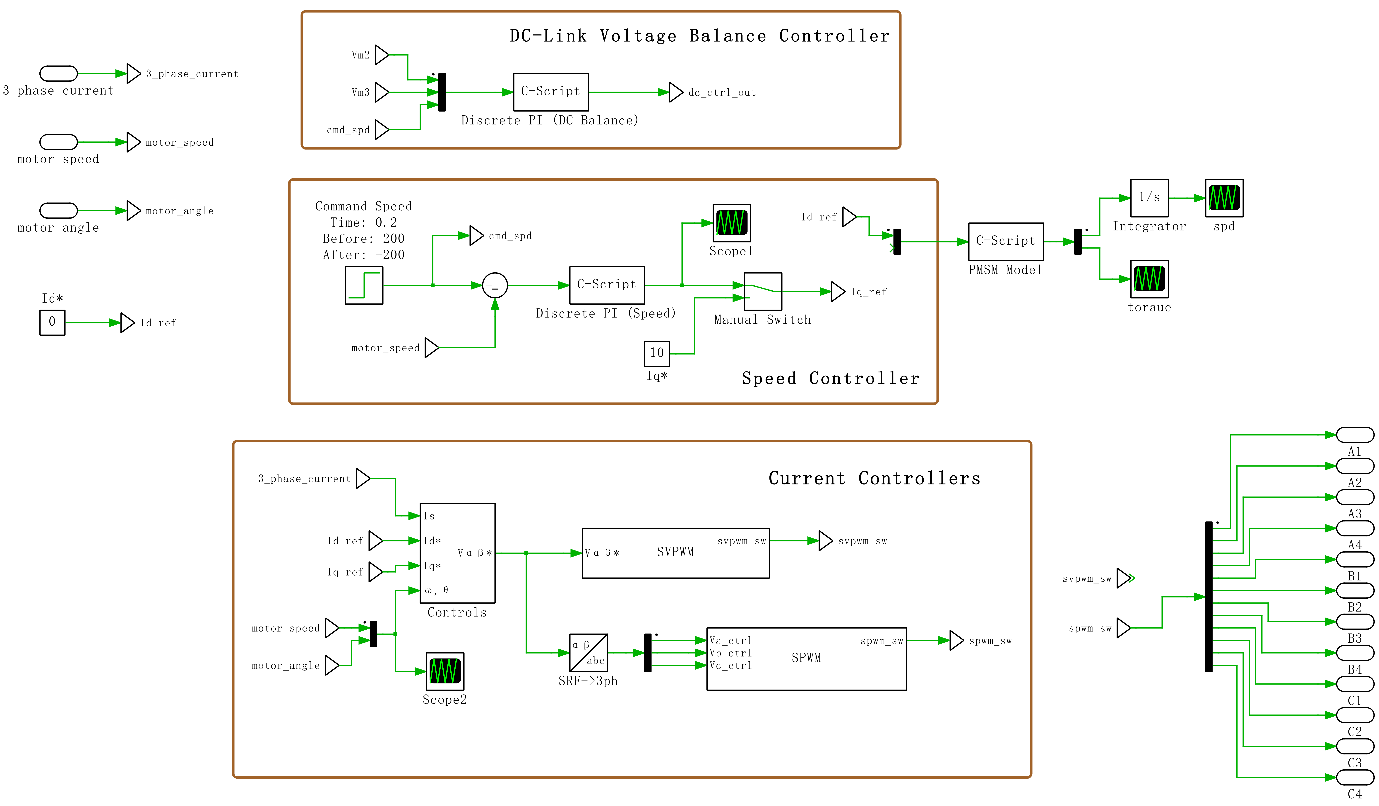 DC-Link Voltage Balance Controller
Vm2
Vm3
cmd_spd
C-Script
Discrete PI (DC Balance)
3_phase_current
3 phase current
motor_speed
motor speed
motor_angle
motor angle
Id*
0
Id_ref
Command Speed
Time: 0.2
Before: 200
After: -200
cmd_spd
-
motor_speed
C-Script
Discrete PI (Speed)
Scope1
Manual Switch
10
Iq*
Iq_ref
Id_ref
Speed Controller
C-Script
PMSM Model
1/s
Integrator
spd
Current Controllers
3_phase_current
Id_ref
Iq_ref
motor_speed
motor_angle
Is
Id*
Iq*
ω, θ
Vαβ*
Controls
Scope2
Vαβ*
SVPWM
svpwm_sw
svpwm_sw
αβ
abc
SRF->3ph
Va_ctrl
Vb_ctrl
Vc_ctrl
SPWM
spwm_sw
spwm_sw
svpwm_sw
spwm_sw
A1
A2
A3
A4
B1
B2
B3
B4
C1
C2
C3
C4